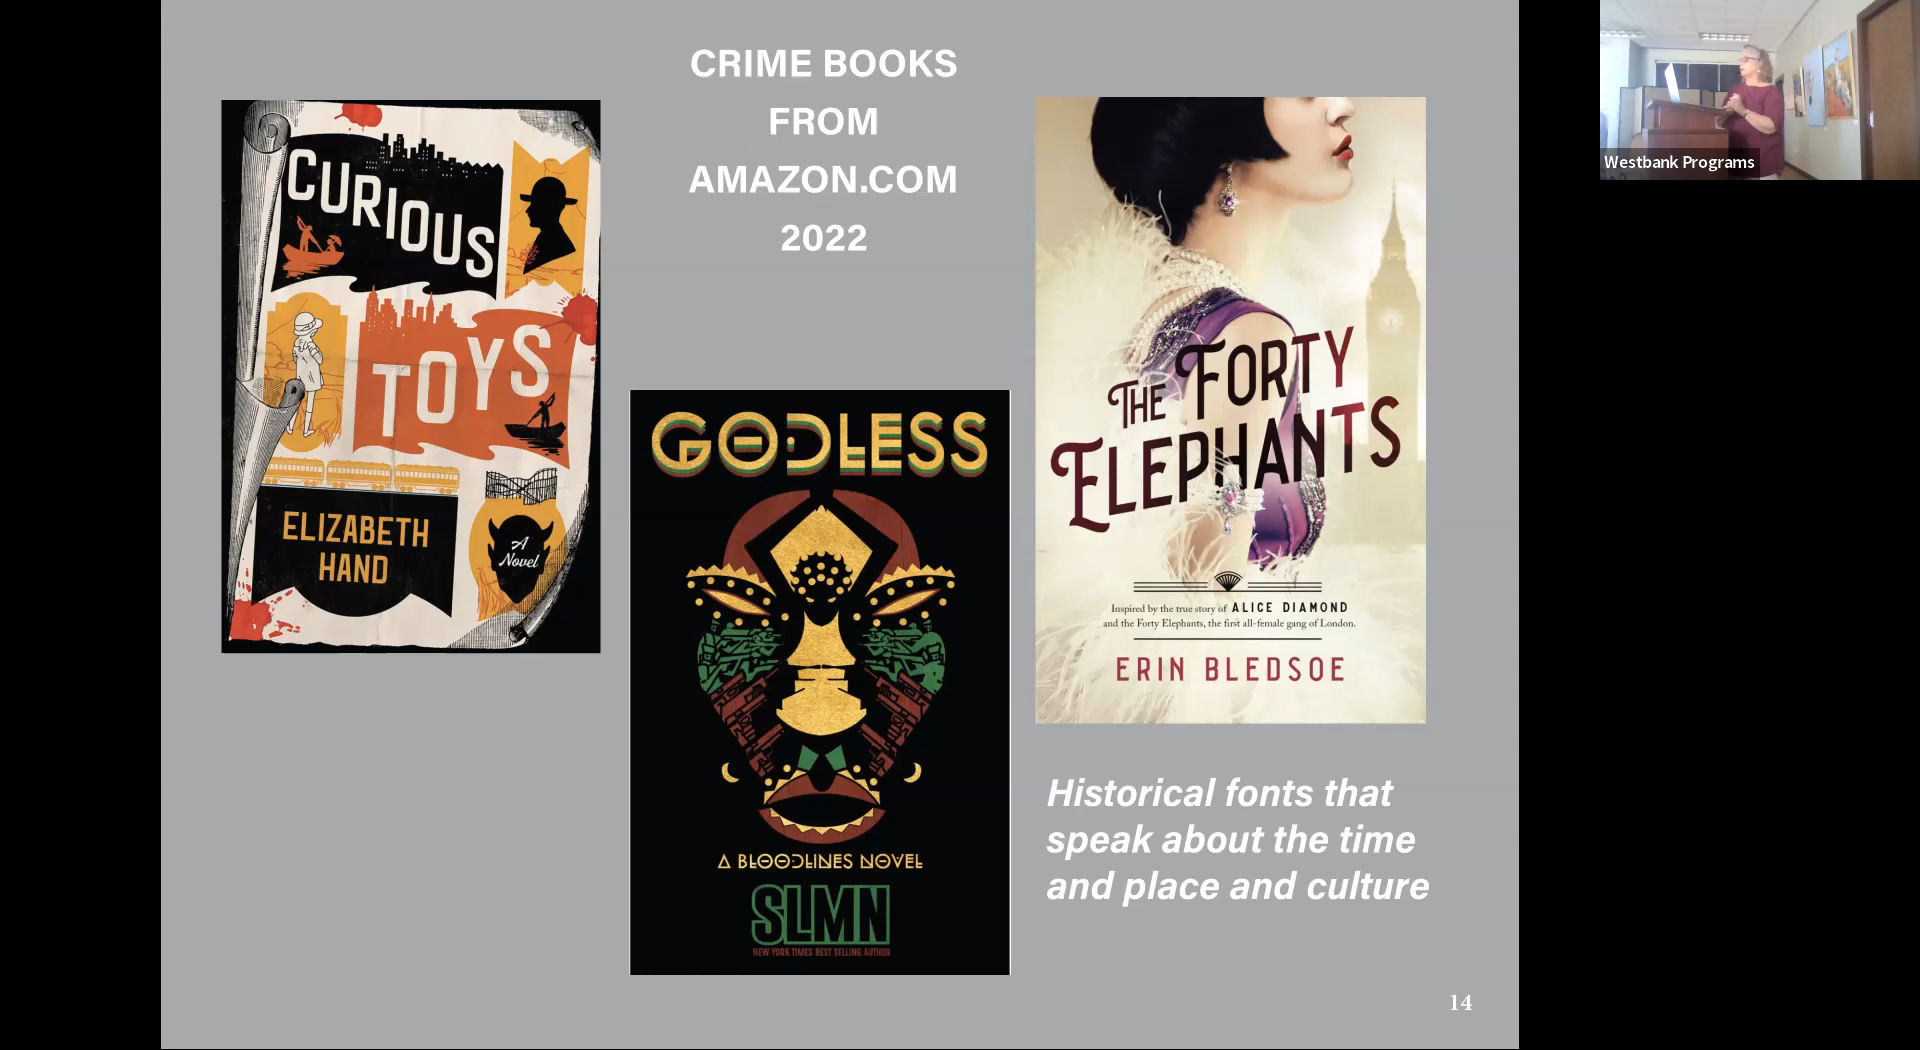 CRIME BOOKS
FROM
AMAZON.COM
2022
CURIOUS
TOYS
ELIZABETH
HAND
A
Novel
GODLESS
A BLOODLINES NOVEL
SLMN
NEW YORK TIMES BEST SELLING AUTHOR
THE FORTY
ELEPHANTS
Inspired by the true story of ALICE DIAMOND
and the Forty Elephants, the first all-female gang of London.
ERIN BLEDSOE
Historical fonts that
speak about the time
and place and culture
14
Westbank Programs